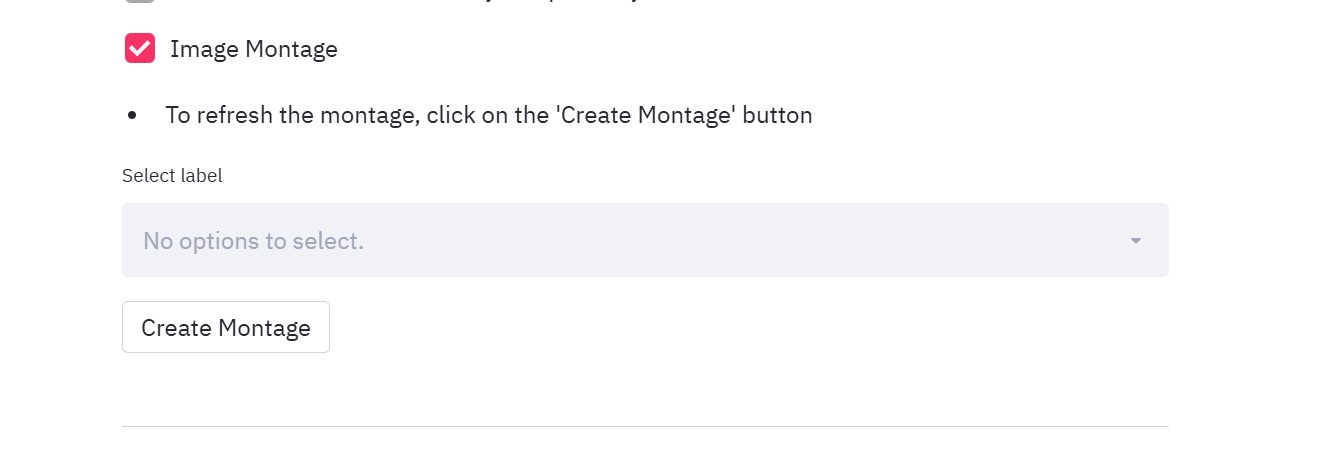 Image Montage
• To refresh the montage, click on the 'Create Montage' button
Select label
No options to select.
Create Montage